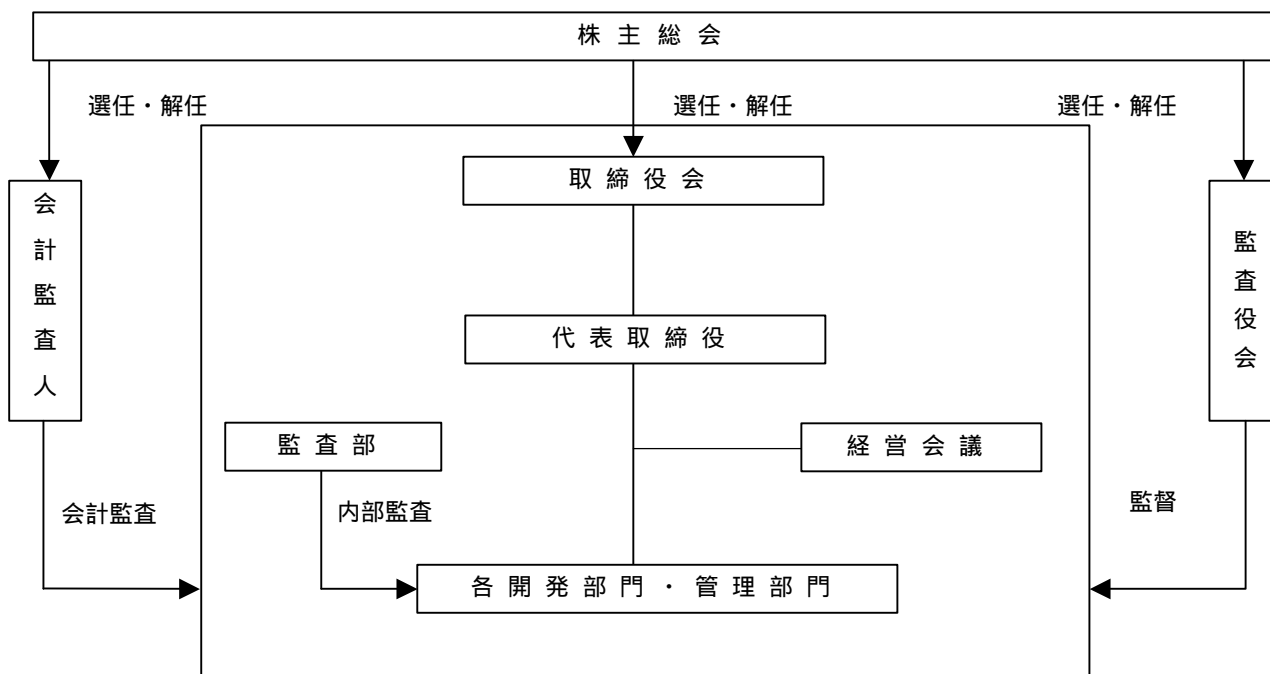 株主総会
選任・解任
選任・解任
選任・解任
取締役会
会計監査人
監査役会
代表取締役
監査部
経営会議
会計監査
内部監査
監督
各開発部門・管理部門